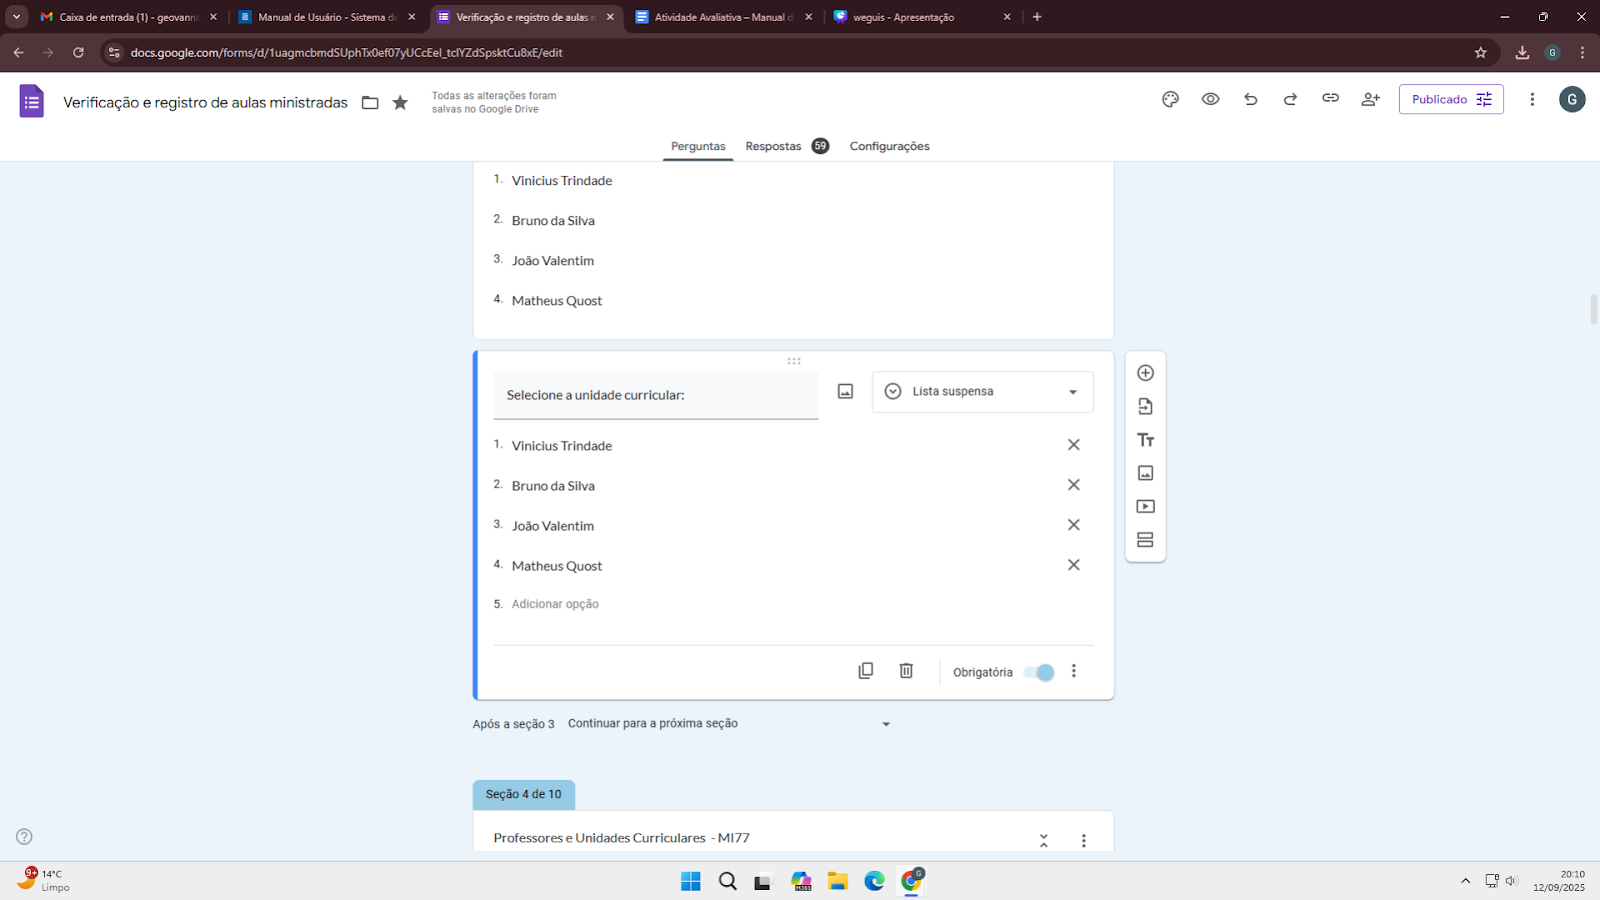 Caixa de entrada (1) - geovann
Manual de Usuário - Sistema d
Verificação e registro de aulas m
Atividade Avaliativa – Manual d
weguis - Apresentação
docs.google.com/forms/d/1uagmcbmdSUphTx0ef07yUCcEel_tclYZdSpsktCu8xE/edit
G
Verificação e registro de aulas ministradas
Todas as alterações foram
salvas no Google Drive
Publicado
G
Perguntas
Respostas 59
Configurações
1. Vinicius Trindade
2. Bruno da Silva
3. João Valentim
4. Matheus Quost
Selecione a unidade curricular:
Lista suspensa
1. Vinicius Trindade
2. Bruno da Silva
3. João Valentim
4. Matheus Quost
5. Adicionar opção
Tт
Obrigatória
Após a seção 3 Continuar para a próxima seção
Seção 4 de 10
Professores e Unidades Curriculares - MI77
9+
14°C
Limpo
M365
G
20:10
12/09/2025